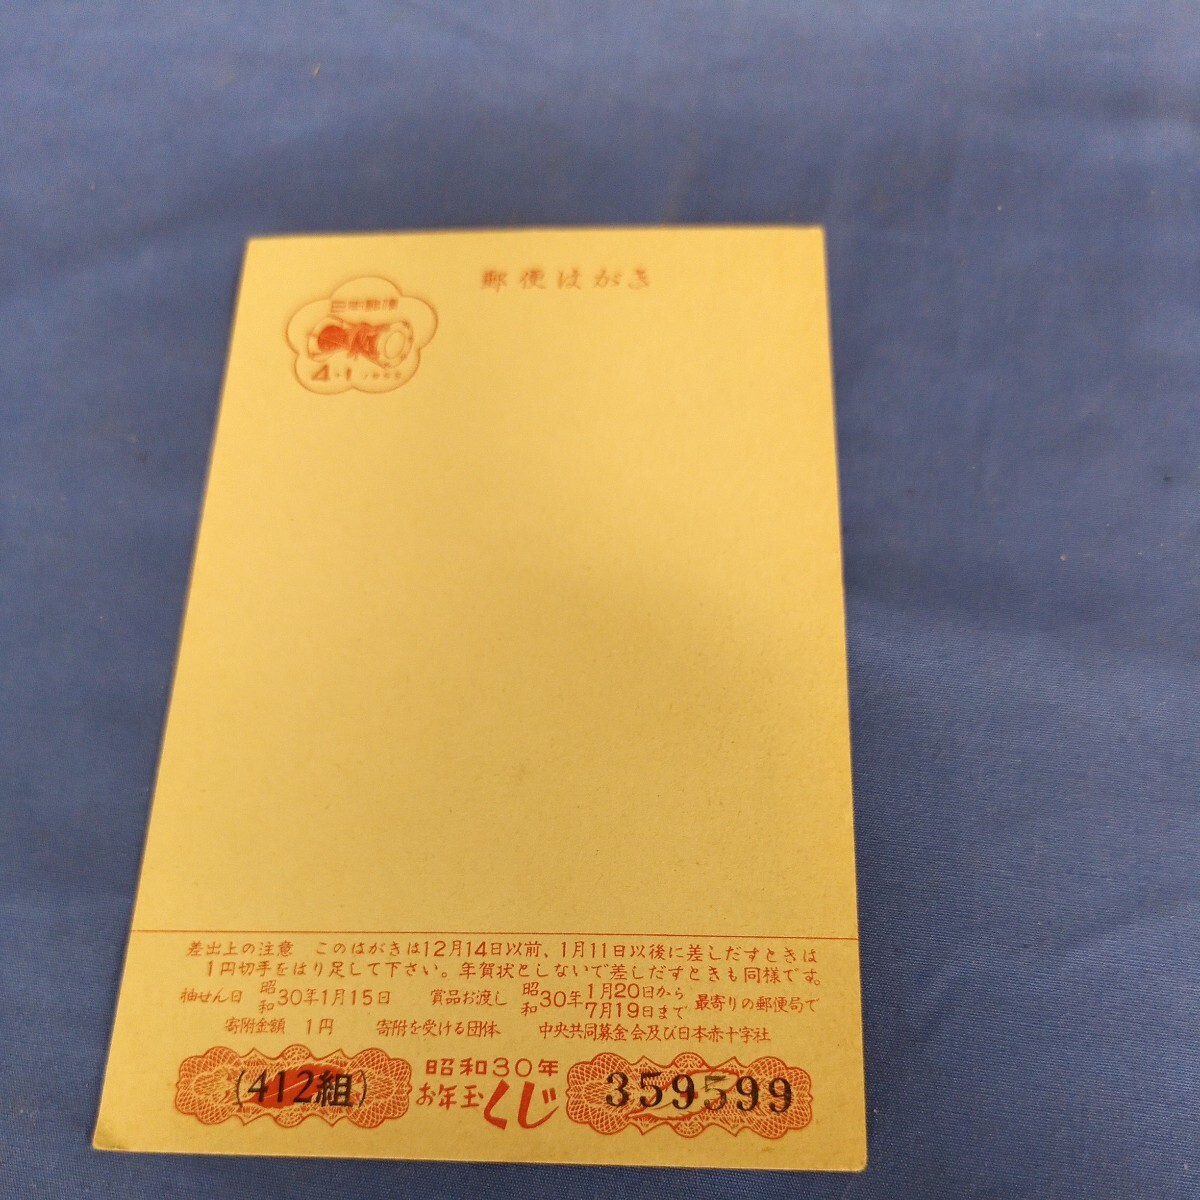 郵便はがき
日本郵便
4+1
差出上の注意 このはがきは12月14日以前、1月11日以後に差しだすときは
1円切手をはり足して下さい。年賀状としないで差しだすときも同様です。
抽せん日 昭和30年1月15日 賞品お渡し 昭和30年1月20日から7月19日まで 最寄りの郵便局で
寄附金額 1円 寄附を受ける団体 中央共同募金会及び日本赤十字社
(412組)
昭和30年
お年玉くじ
359599